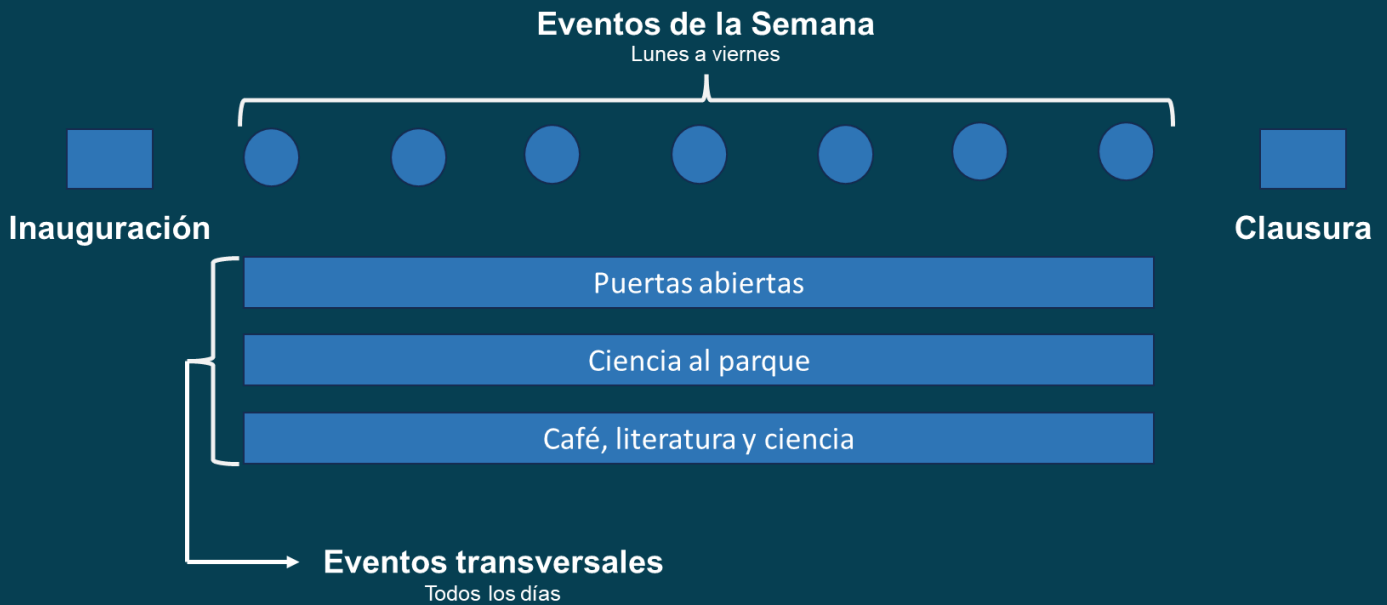 Eventos de la Semana
Lunes a viernes
Inauguración
Clausura
Puertas abiertas
Ciencia al parque
Café, literatura y ciencia
Eventos transversales
Todos los días